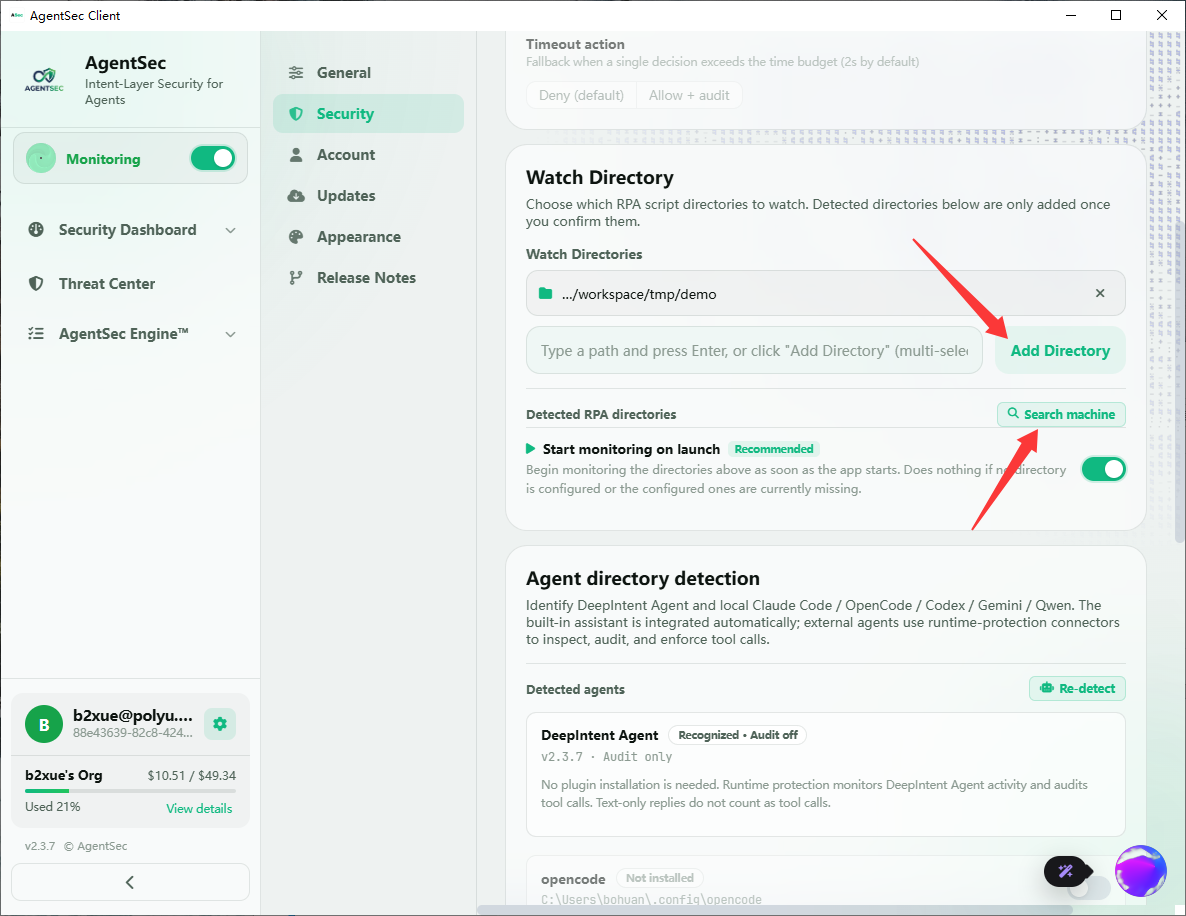 AgentSec Client
AgentSec
Intent-Layer Security for
Agents
AGENTSEC
Monitoring
Security Dashboard
Threat Center
AgentSec Engine™
B
b2xue@polyu....
88e43639-82c8-424...
b2xue's Org
$10.51 / $49.34
Used 21%
View details
v2.3.7 © AgentSec
General
Security
Account
Updates
Appearance
Release Notes
Timeout action
Fallback when a single decision exceeds the time budget (2s by default)
Deny (default)
Allow + audit
Watch Directory
Choose which RPA script directories to watch. Detected directories below are only added once
you confirm them.
Watch Directories
.../workspace/tmp/demo
Type a path and press Enter, or click "Add Directory" (multi-selec
Add Directory
Detected RPA directories
Search machine
Start monitoring on launch
Recommended
Begin monitoring the directories above as soon as the app starts. Does nothing if no directory
is configured or the configured ones are currently missing.
Agent directory detection
Identify DeepIntent Agent and local Claude Code / OpenCode / Codex / Gemini / Qwen. The
built-in assistant is integrated automatically; external agents use runtime-protection connectors
to inspect, audit, and enforce tool calls.
Detected agents
Re-detect
DeepIntent Agent
Recognized • Audit off
v2.3.7 · Audit only
No plugin installation is needed. Runtime protection monitors DeepIntent Agent activity and audits
tool calls. Text-only replies do not count as tool calls.
opencode
Not installed
C:\Users\bohuan\.config\opencode